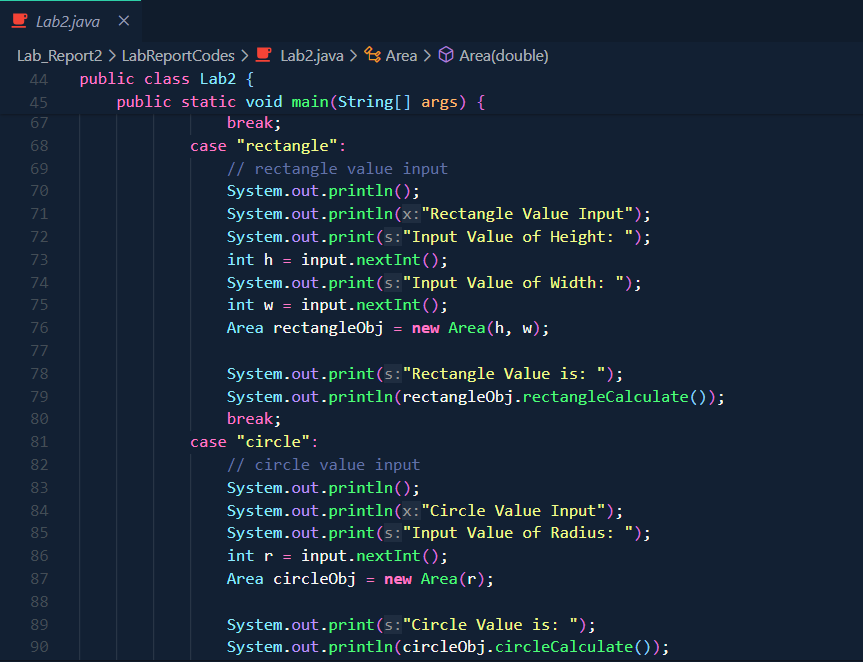 Lab2.java ×
Lab_Report2 > LabReportCodes > Lab2.java > Area > Area(double)
44 public class Lab2 {
45 public static void main(String[] args) {
67 break;
68 case "rectangle":
69 // rectangle value input
70 System.out.println();
71 System.out.println(x:"Rectangle Value Input");
72 System.out.print(s:"Input Value of Height: ");
73 int h = input.nextInt();
74 System.out.print(s:"Input Value of Width: ");
75 int w = input.nextInt();
76 Area rectangleObj = new Area(h, w);
77
78 System.out.print(s:"Rectangle Value is: ");
79 System.out.println(rectangleObj.rectangleCalculate());
80 break;
81 case "circle":
82 // circle value input
83 System.out.println();
84 System.out.println(x:"Circle Value Input");
85 System.out.print(s:"Input Value of Radius: ");
86 int r = input.nextInt();
87 Area circleObj = new Area(r);
88
89 System.out.print(s:"Circle Value is: ");
90 System.out.println(circleObj.circleCalculate());